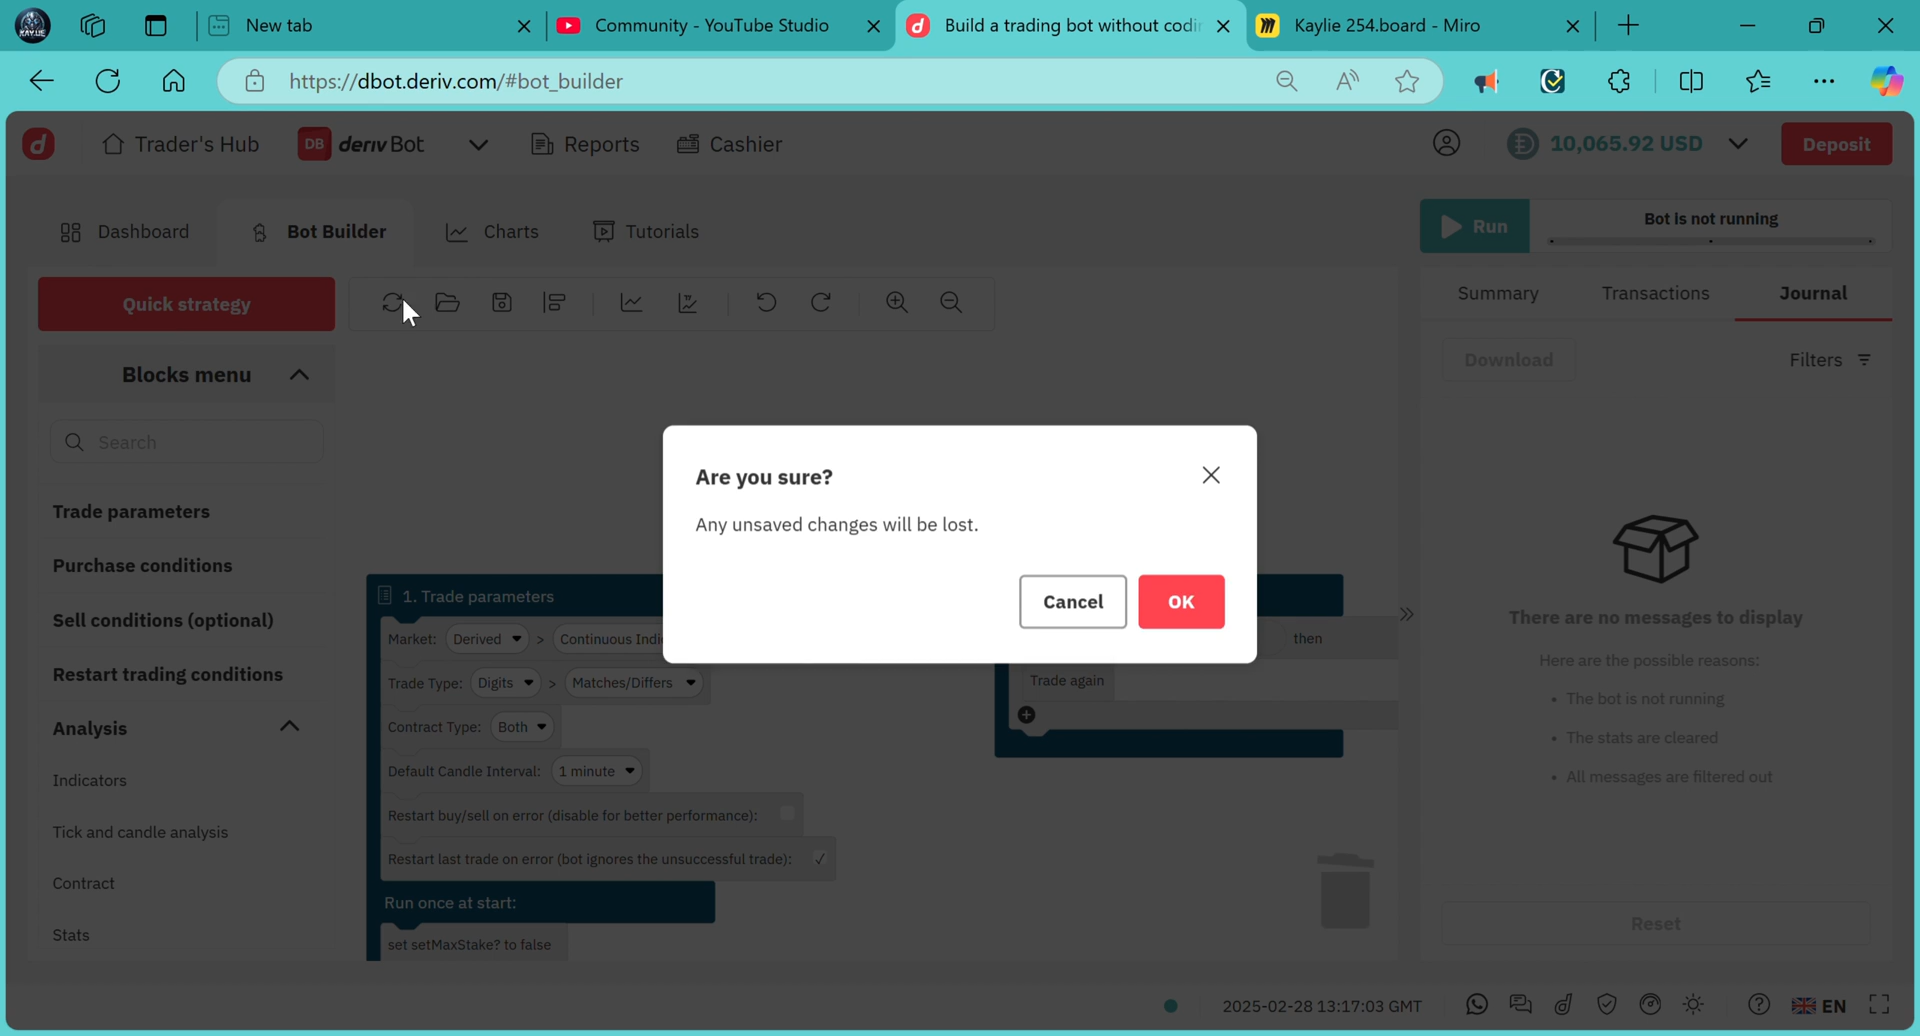 New tab
Community - YouTube Studio
Build a trading bot without codin
Kaylie 254.board - Miro
https://dbot.deriv.com/#bot_builder
Trader's Hub
DB deriv Bot
Reports
Cashier
10,065.92 USD
Deposit
Dashboard
Bot Builder
Charts
Tutorials
Run
Bot is not running
Quick strategy
Summary
Transactions
Journal
Blocks menu
Download
Filters
Search
Are you sure?
Any unsaved changes will be lost.
Cancel
OK
Trade parameters
Purchase conditions
Sell conditions (optional)
Restart trading conditions
Analysis
Indicators
Tick and candle analysis
Contract
Stats
1. Trade parameters
Market: Derived > Continuous Indi
Trade Type: Digits > Matches/Differs
Contract Type: Both
Default Candle Interval: 1 minute
Restart buy/sell on error (disable for better performance):
Restart last trade on error (bot ignores the unsuccessful trade): ✓
Run once at start:
set setMaxStake? to false
then
Trade again
There are no messages to display
Here are the possible reasons:
• The bot is not running
• The stats are cleared
• All messages are filtered out
Reset
2025-02-28 13:17:03 GMT
EN